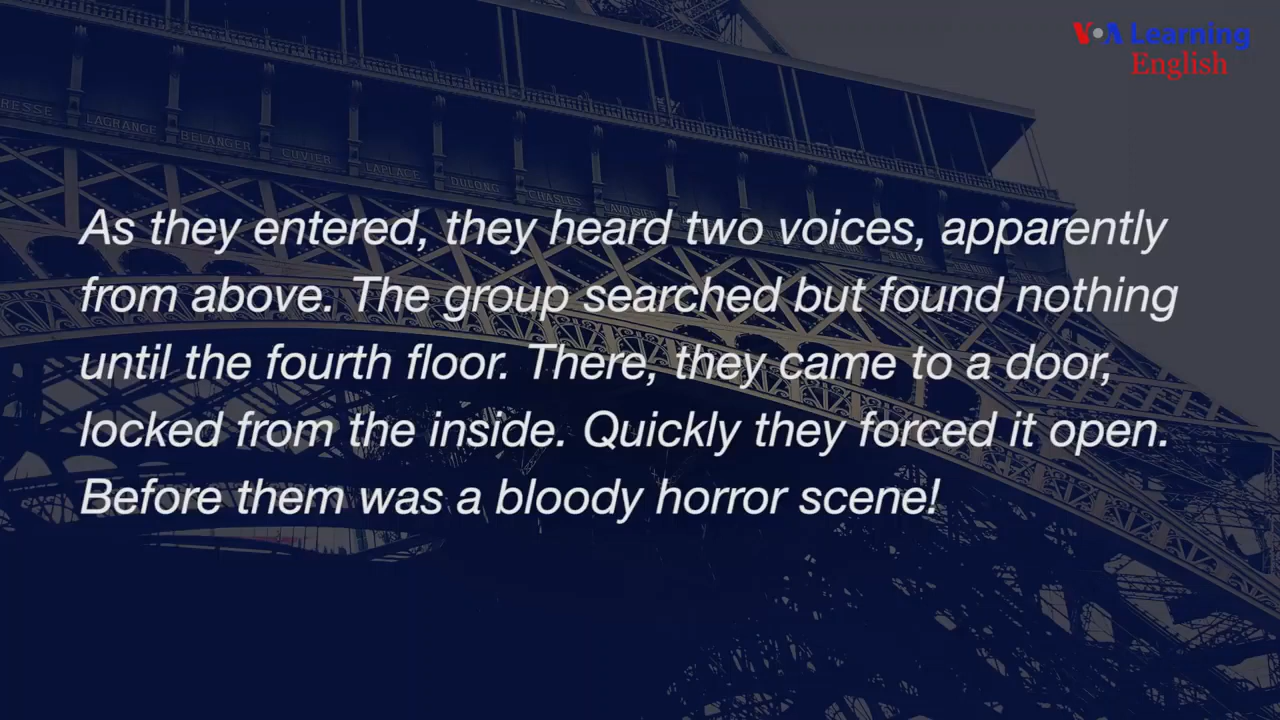 VOA Learning
English
RESSE
LAGRANGE
BELANGER
CUVIER
LAPLACE
DULONG
CHASLES
As they entered, they heard two voices, apparently
from above. The group searched but found nothing
until the fourth floor. There, they came to a door,
locked from the inside. Quickly they forced it open.
Before them was a bloody horror scene!